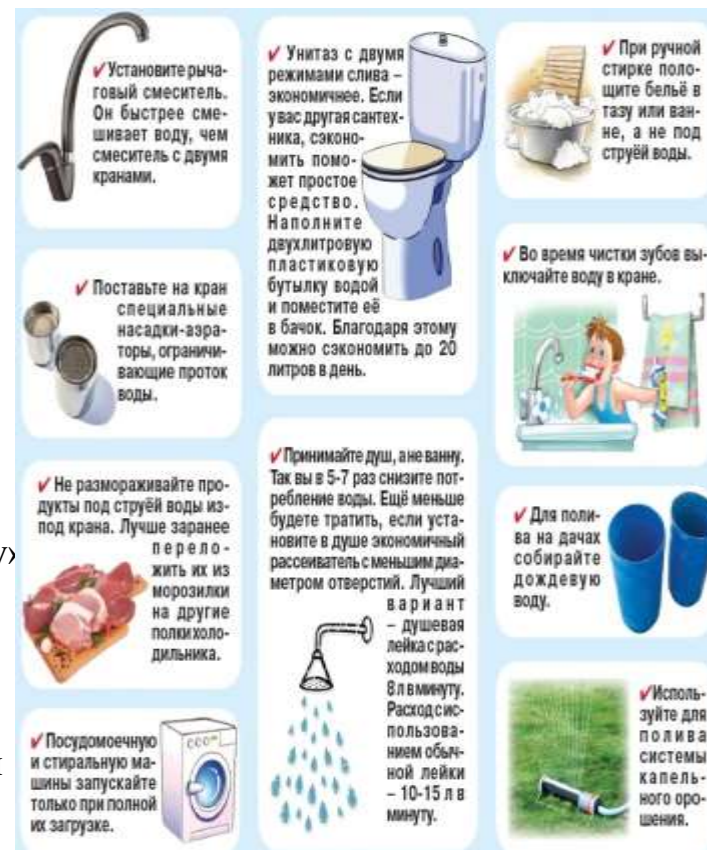 ✓ Установите рыча-
говый смеситель.
Он быстрее сме-
шивает воду, чем
смеситель с двумя
кранами.
✓ Поставьте на кран
специальные
насадки-аэра-
торы, ограничи-
вающие проток
воды.
✓ Не размораживайте про-
дукты под струёй воды из-
под крана. Лучше заранее
перело-
жить их из
морозилки
на другие
полки холо-
дильника.
✓ Посудомоечную
и стиральную ма-
шины запускайте
только при полной
их загрузке.
✓ Унитаз с двумя
режимами слива –
экономичнее. Если
у вас другая сантех-
ника, сэконо-
мить помо-
жет простое
средство.
Наполните
двухлитровую
пластиковую
бутылку водой
и поместите её
в бачок. Благодаря этому
можно сэкономить до 20
литров в день.
✓ Принимайте душ, а не ванну.
Так вы в 5-7 раз снизите пот-
ребление воды. Ещё меньше
будете тратить, если уста-
новите в душе экономичный
рассеиватель с меньшим диа-
метром отверстий. Лучший
вариант
– душевая
лейка с рас-
ходом воды
8 л в минуту.
Расход с ис-
пользова-
нием обыч-
ной лейки
– 10-15 л в
минуту.
✓ При ручной
стирке поло-
щите бельё в
тазу или ван-
не, а не под
струёй воды.
✓ Во время чистки зубов вы-
ключайте воду в кране.
✓ Для поли-
ва на дачах
собирайте
дождевую
воду.
✓ Исполь-
зуйте для
полива
системы
капель-
ного оро-
шения.